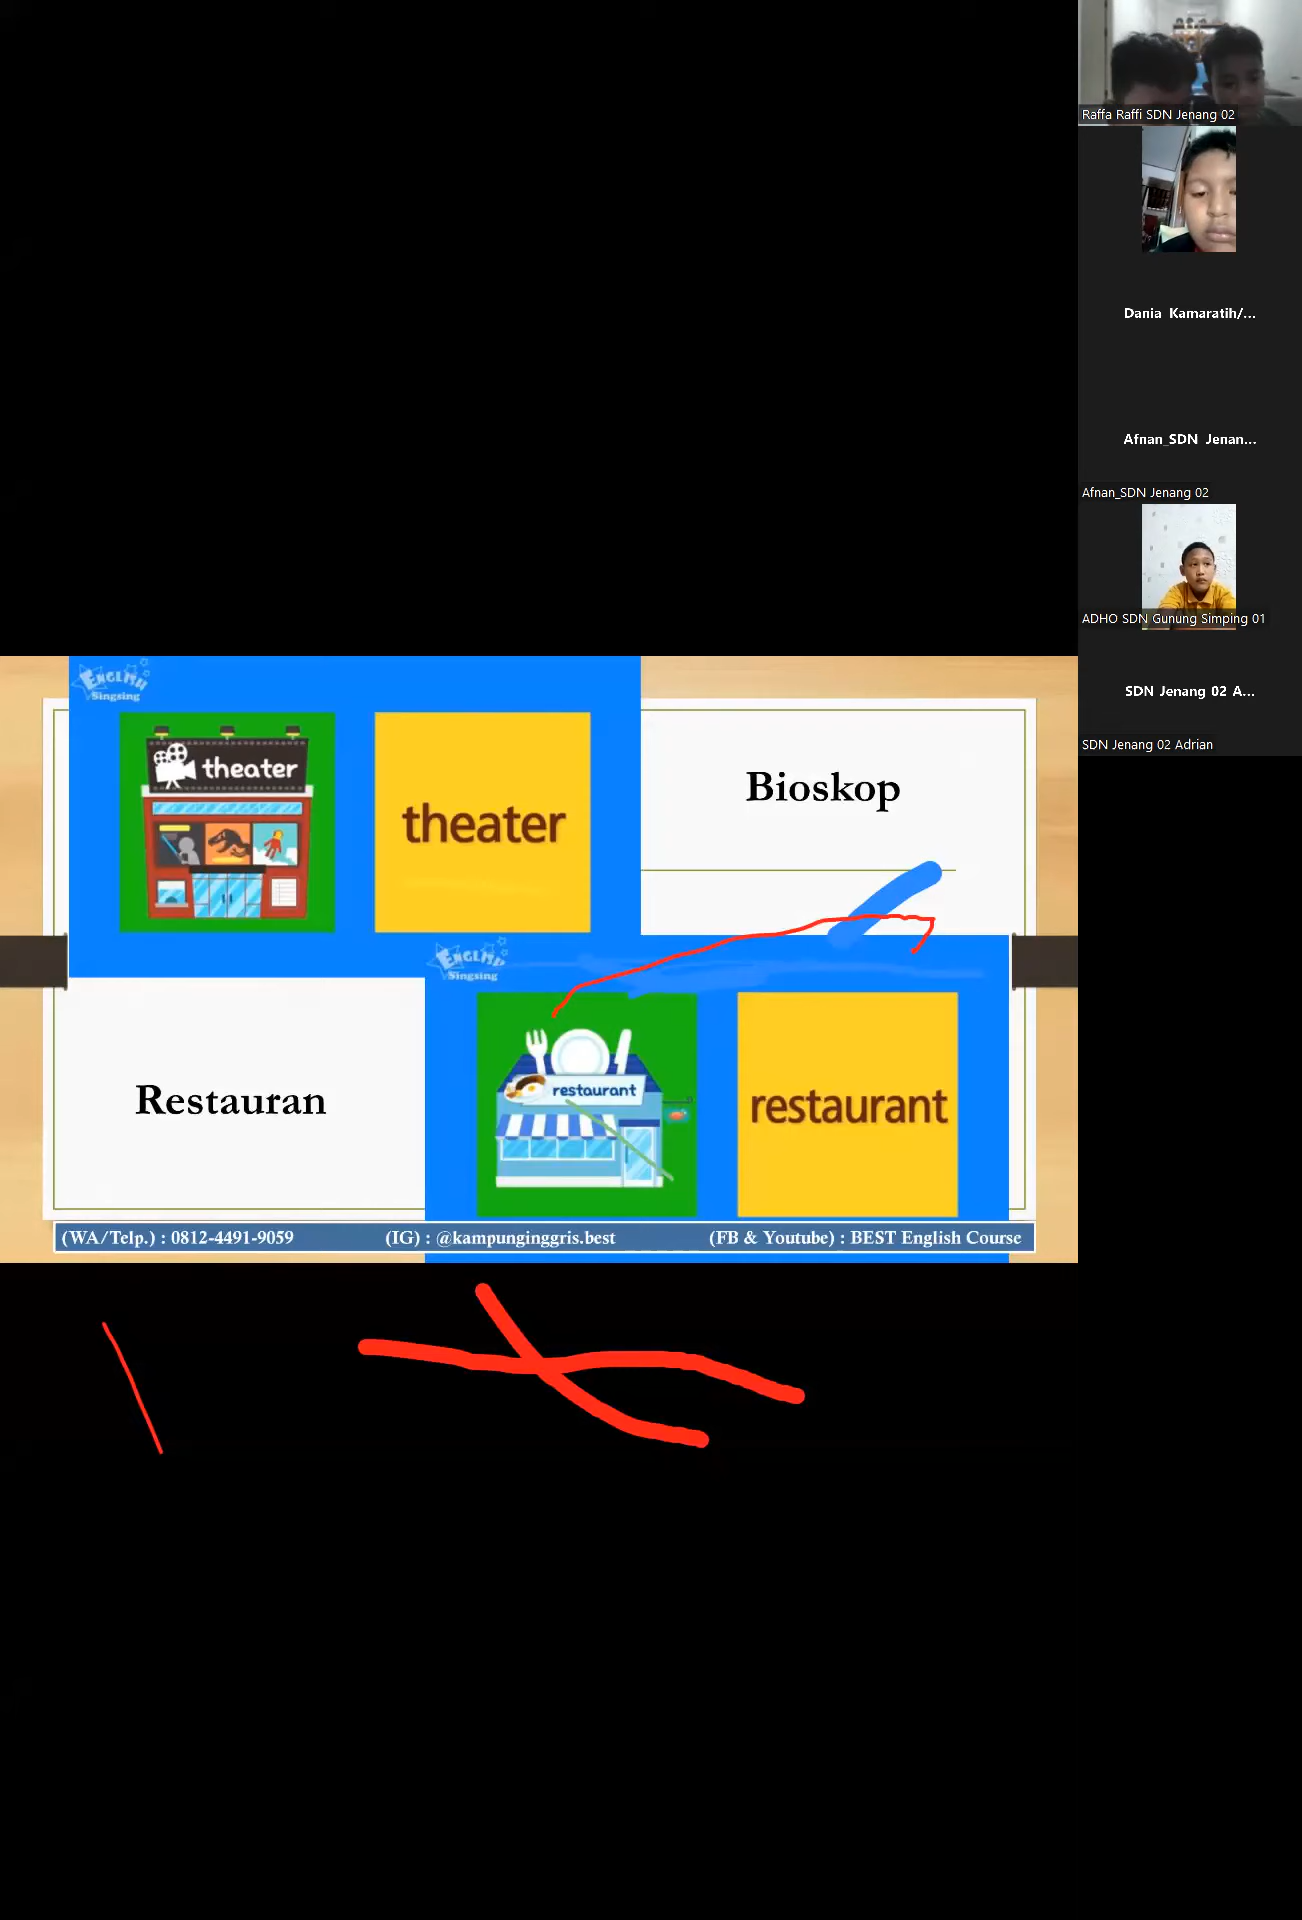 Raffa Raffi SDN Jenang 02
Dania Kamaratih/...
Afnan_SDN Jenan...
Afnan_SDN Jenang 02
ADHO SDN Gunung Simping 01
SDN Jenang 02 A...
SDN Jenang 02 Adrian
ENGLISH
Singsing
theater
theater
Bioskop
ENGLISH
Singsing
Restauran
restaurant
restaurant
(WA/Telp.) : 0812-4491-9059 (IG) : @kampunginggris.best (FB & Youtube) : BEST English Course